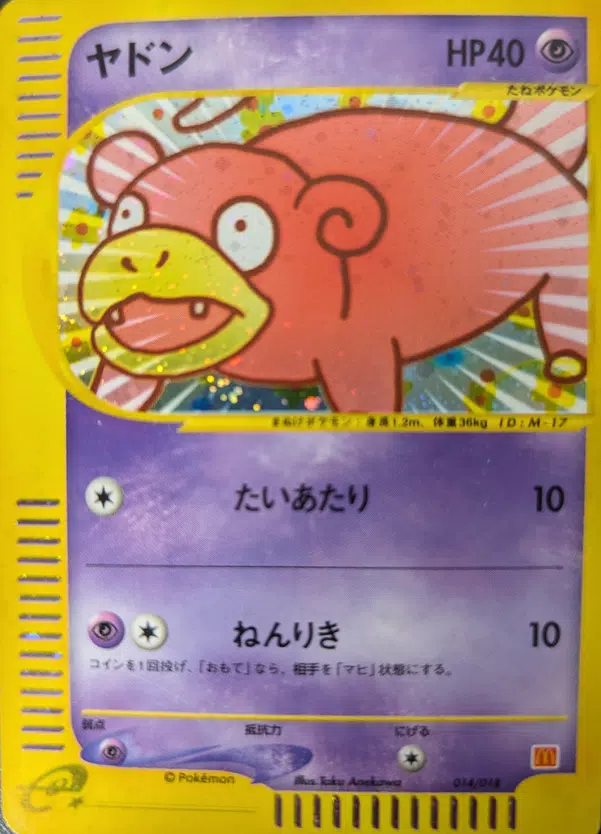 ヤドン HP40
たねポケモン
まぬけポケモン：身長1.2m、体重36kg ID：M-17
たいあたり 10
ねんりき 10
コインを1回投げ、「おもて」なら、相手を「マヒ」状態にする。
弱点 抵抗力 にげる
©Pokémon Illus. Toku Anekawa 014/018